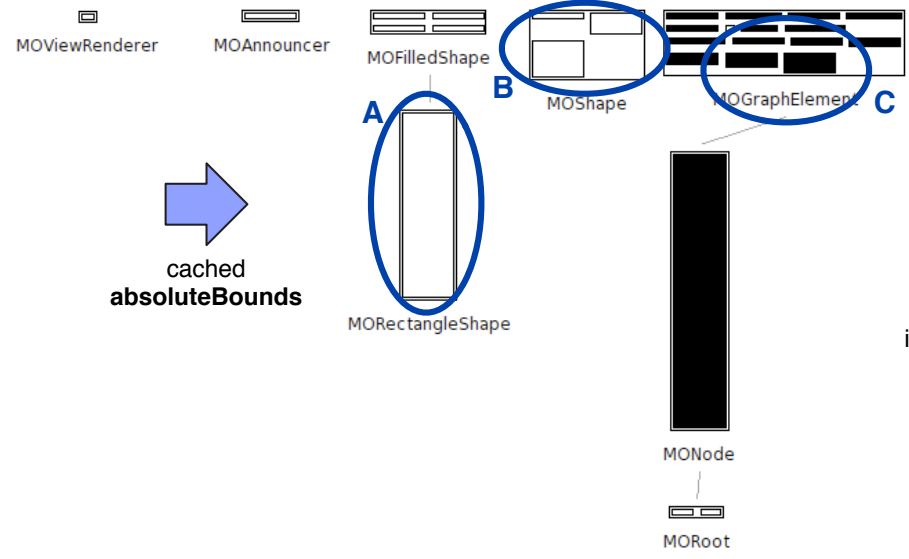 MOViewRenderer
MOAnnouncer
MOFilledShape
B
MOShape
MOGraphElement
C
A
cached
absoluteBounds
MORectangleShape
i
MONode
MORoot